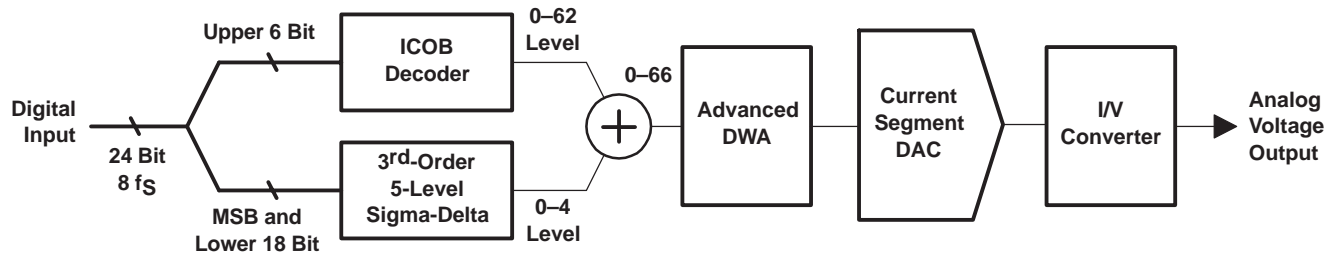 Digital
Input
24 Bit
8 fS
Upper 6 Bit
MSB and
Lower 18 Bit
ICOB
Decoder
3rd-Order
5-Level
Sigma-Delta
0–62
Level
0–4
Level
+
0–66
Advanced
DWA
Current
Segment
DAC
I/V
Converter
Analog
Voltage
Output